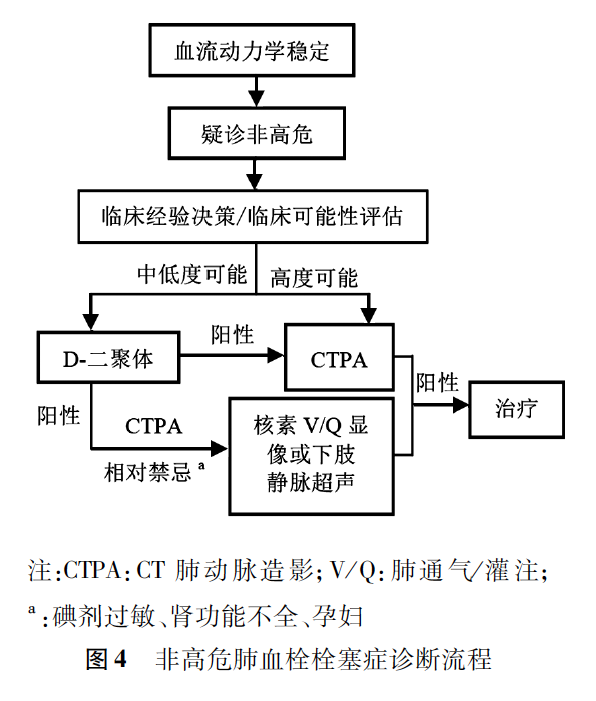 血流动力学稳定
疑诊非高危
临床经验决策/临床可能性评估
中低度可能
高度可能
D-二聚体
阳性
CTPA
阳性
治疗
阳性
CTPA
相对禁忌a
核素 V/Q 显
像或下肢
静脉超声
注:CTPA:CT 肺动脉造影;V/Q:肺通气/灌注;
a:碘剂过敏、肾功能不全、孕妇
图4 非高危肺血栓栓塞症诊断流程